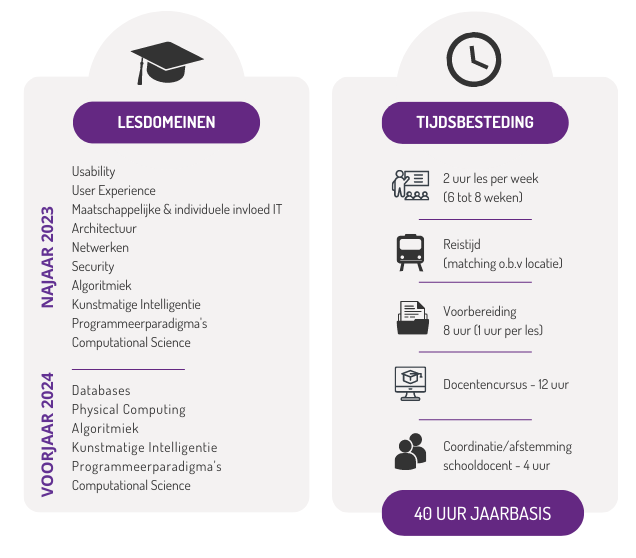 LESDOMEINEN
NAJAAR 2023
Usability
User Experience
Maatschappelijke & individuele invloed IT
Architectuur
Netwerken
Security
Algoritmiek
Kunstmatige Intelligentie
Programmeerparadigma's
Computational Science
VOORJAAR 2024
Databases
Physical Computing
Algoritmiek
Kunstmatige Intelligentie
Programmeerparadigma's
Computational Science
TIJDSBESTEDING
2 uur les per week
(6 tot 8 weken)
Reistijd
(matching o.b.v locatie)
Voorbereiding
8 uur (1 uur per les)
Docentencursus - 12 uur
Coordinatie/afstemming
schooldocent - 4 uur
40 UUR JAARBASIS